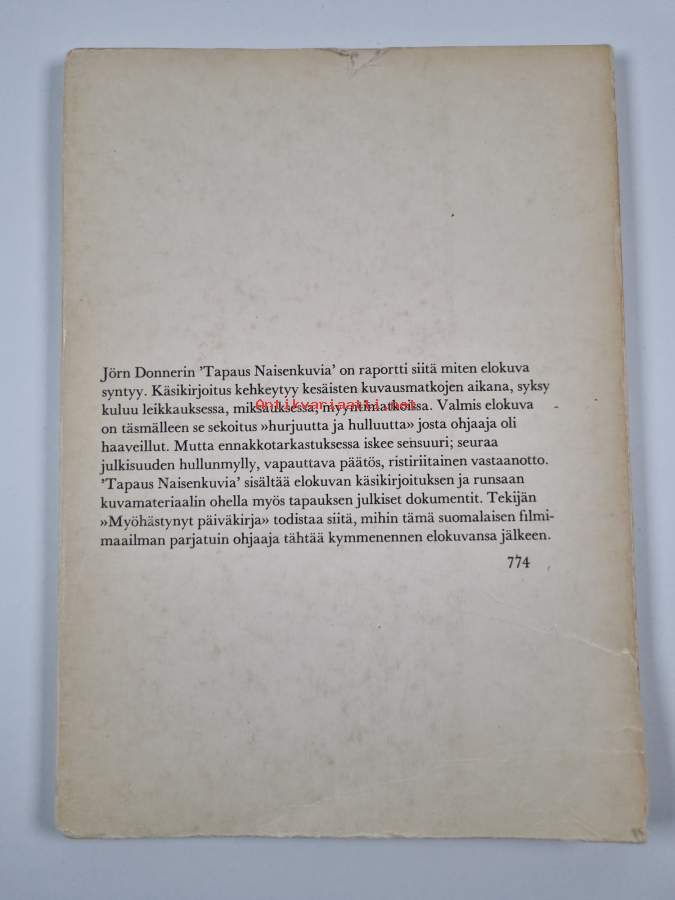 Jörn Donnerin 'Tapaus Naisenkuvia' on raportti siitä miten elokuva
syntyy. Käsikirjoitus kehkeytyy kesäisten kuvausmatkojen aikana, syksy
kuluu leikkauksessa, miksauksessa, myyntimatkoissa. Valmis elokuva
Antikvariaatti.net
on täsmälleen se sekoitus »hurjuutta ja hulluutta» josta ohjaaja oli
haaveillut. Mutta ennakkotarkastuksessa iskee sensuuri; seuraa
julkisuuden hullunmylly, vapauttava päätös, ristiriitainen vastaanotto.
'Tapaus Naisenkuvia' sisältää elokuvan käsikirjoituksen ja runsaan
kuvamateriaalin ohella myös tapauksen julkiset dokumentit. Tekijän
»Myöhästynyt päiväkirja» todistaa siitä, mihin tämä suomalaisen filmi-
maailman parjatuin ohjaaja tähtää kymmenennen elokuvansa jälkeen.
774